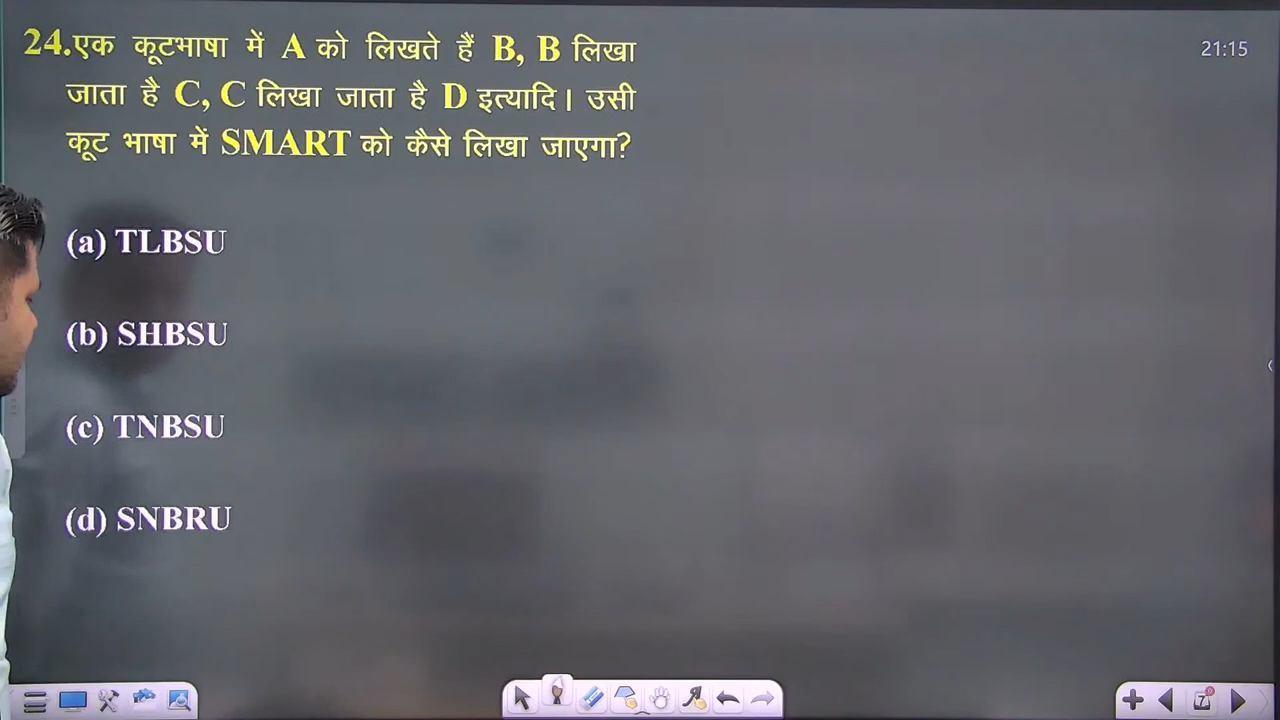 24.एक कूटभाषा में A को लिखते हैं B, B लिखा
जाता है C, C लिखा जाता है D इत्यादि। उसी
कूट भाषा में SMART को कैसे लिखा जाएगा?
21:15
(a) TLBSU
(b) SHBSU
(c) TNBSU
(d) SNBRU